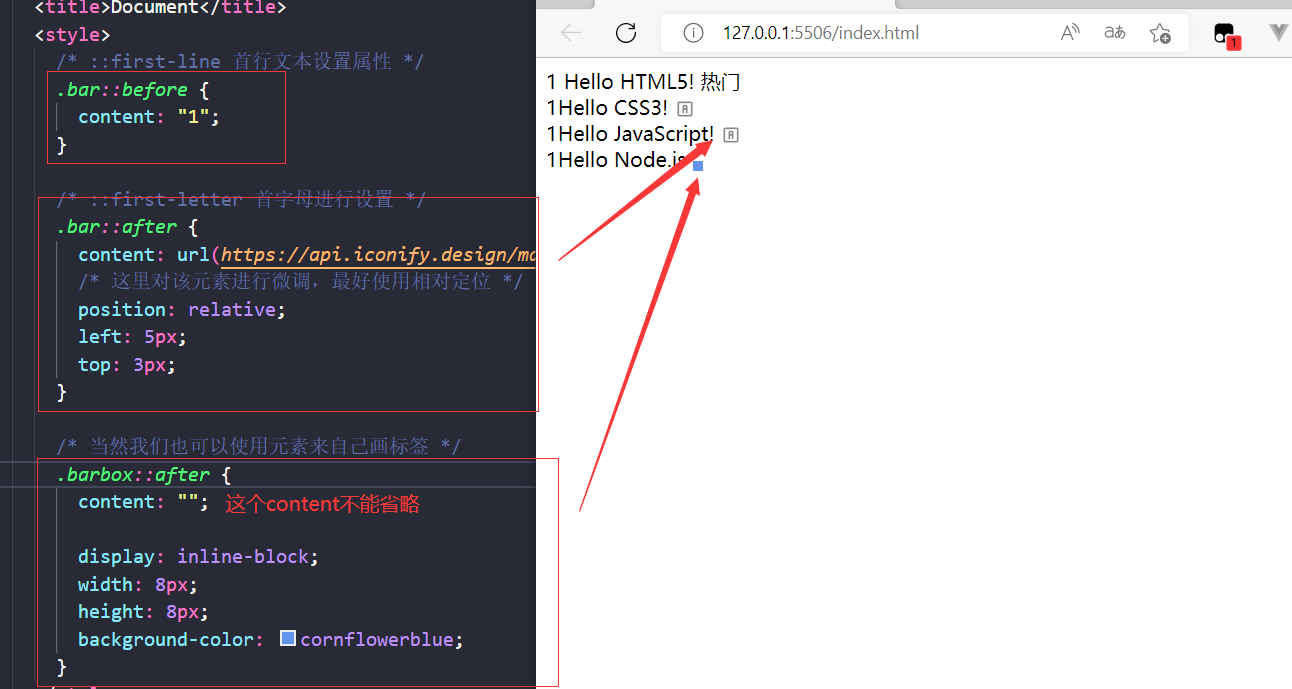 <title>Document</title>
<style>
/* ::first-line 首行文本设置属性 */
.bar::before {
content: "1";
}
/* ::first-letter 首字母进行设置 */
.bar::after {
content: url(https://api.iconify.design/
/* 这里对该元素进行微调，最好使用相对定位 */
position: relative;
left: 5px;
top: 3px;
}
/* 当然我们也可以使用元素来自己画标签 */
.barbox::after {
content: ""; 这个content不能省略
display: inline-block;
width: 8px;
height: 8px;
background-color: cornflowerblue;
}
127.0.0.1:5506/index.html
aあ
1
1 Hello HTML5! 热门
1Hello CSS3! A
1Hello JavaScript! A
1Hello Node.js